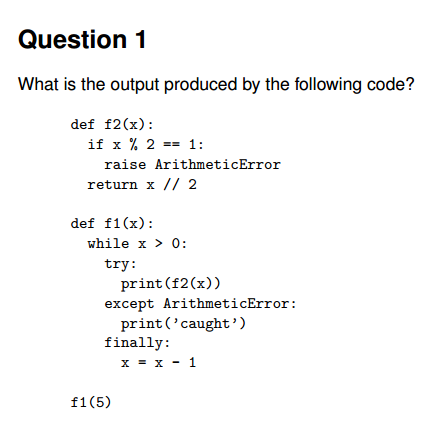 Question 1
What is the output produced by the following code?
def f2(x):
if x % 2 == 1:
raise ArithmeticError
return x // 2
def f1(x):
while x > 0:
try:
print(f2(x))
except ArithmeticError:
print(’caught’)
finally:
x = x - 1
f1(5)